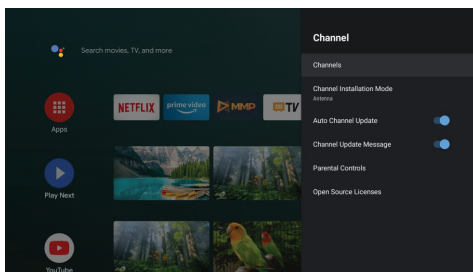 Search movies, TV, and more
Apps
NETFLIX
prime video
MMP
TV
Play Next
YouTube
Channel
Channels
Channel Installation Mode
Antenna
Auto Channel Update
Channel Update Message
Parental Controls
Open Source Licenses